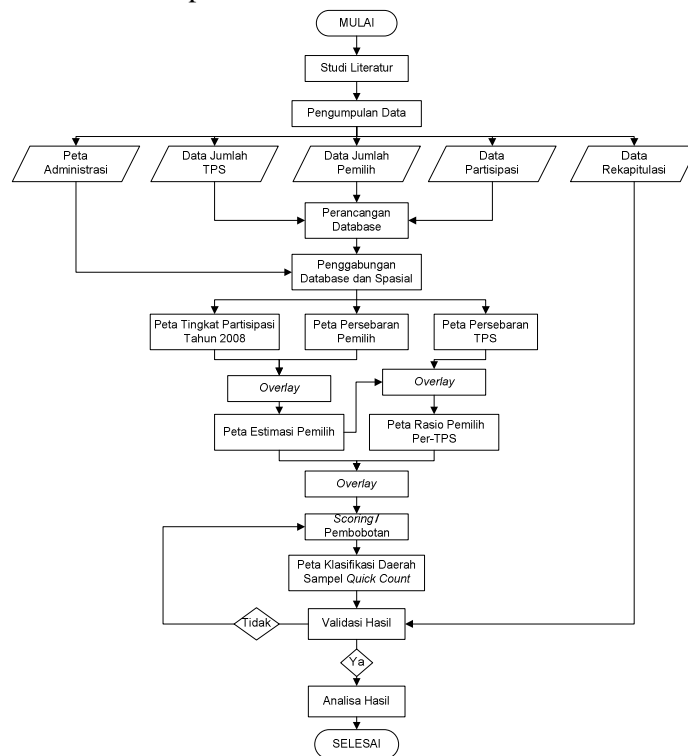 MULAI
Studi Literatur
Pengumpulan Data
Peta
Administrasi
Data Jumlah
TPS
Data Jumlah
Pemilih
Data
Partisipasi
Data
Rekapitulasi
Perancangan
Database
Penggabungan
Database dan Spasial
Peta Tingkat Partisipasi
Tahun 2008
Peta Persebaran
Pemilih
Peta Persebaran
TPS
Overlay
Overlay
Peta Estimasi Pemilih
Peta Rasio Pemilih
Per-TPS
Overlay
Scoring/
Pembobotan
Peta Klasifikasi Daerah
Sampel Quick Count
Tidak
Validasi Hasil
Ya
Analisa Hasil
SELESAI